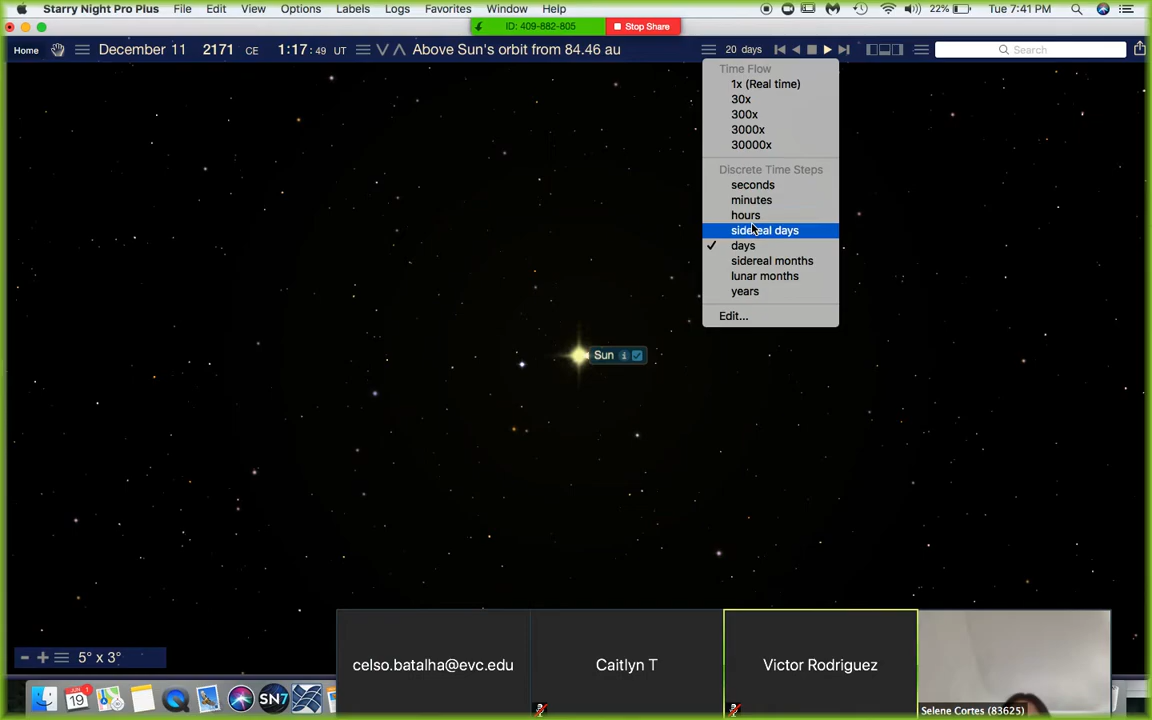 Starry Night Pro Plus File Edit View Options Labels Logs Favorites Window Help 22% Tue 7:41 PM
ID: 409-882-805 Stop Share
Home December 11 2171 CE 1:17:49 UT Above Sun's orbit from 84.46 au 20 days Search
Time Flow
1x (Real time)
30x
300x
3000x
30000x
Discrete Time Steps
seconds
minutes
hours
sidereal days
✓ days
sidereal months
lunar months
years
Edit...
Sun i
5° x 3°
celso.batalha@evc.edu
Caitlyn T
Victor Rodriguez
Selene Cortes (83625)
JUN
19
1
SN7